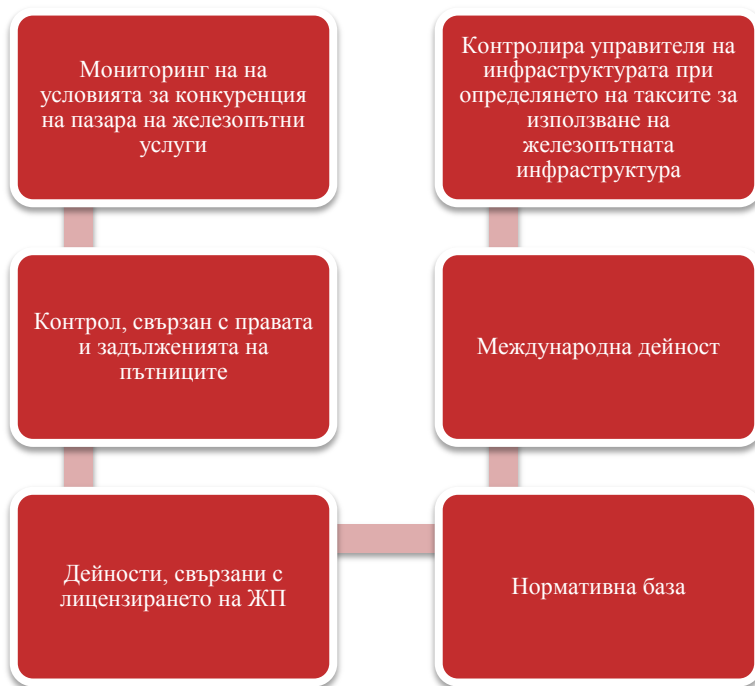 Мониторинг на на
условията за конкуренция
на пазара на железопътни
услуги
Контрол, свързан с правата
и задълженията на
пътниците
Дейности, свързани с
лицензирането на ЖП
Нормативна база
Международна дейност
Контролира управителя на
инфраструктурата при
определянето на таксите за
използване на
железопътната
инфраструктура